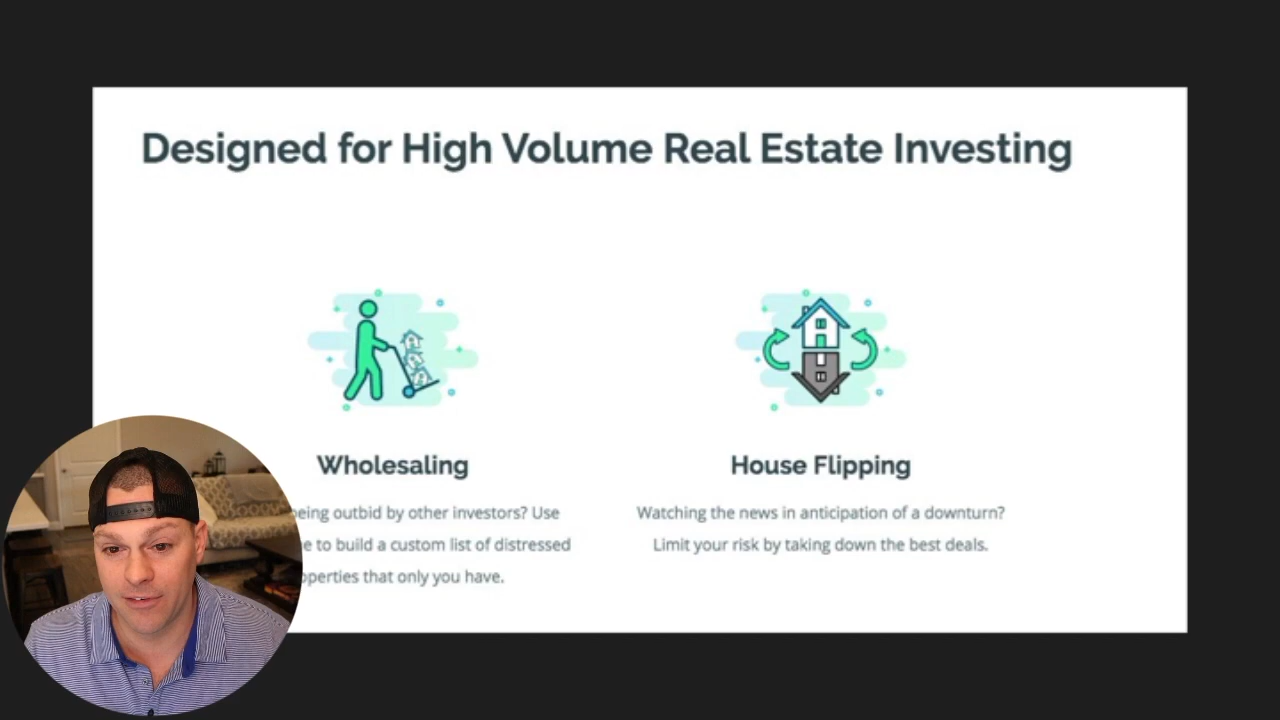 Designed for High Volume Real Estate Investing
Wholesaling
House Flipping
being outbid by other investors? Use
to build a custom list of distressed
that only you have.
Watching the news in anticipation of a downturn?
Limit your risk by taking down the best deals.